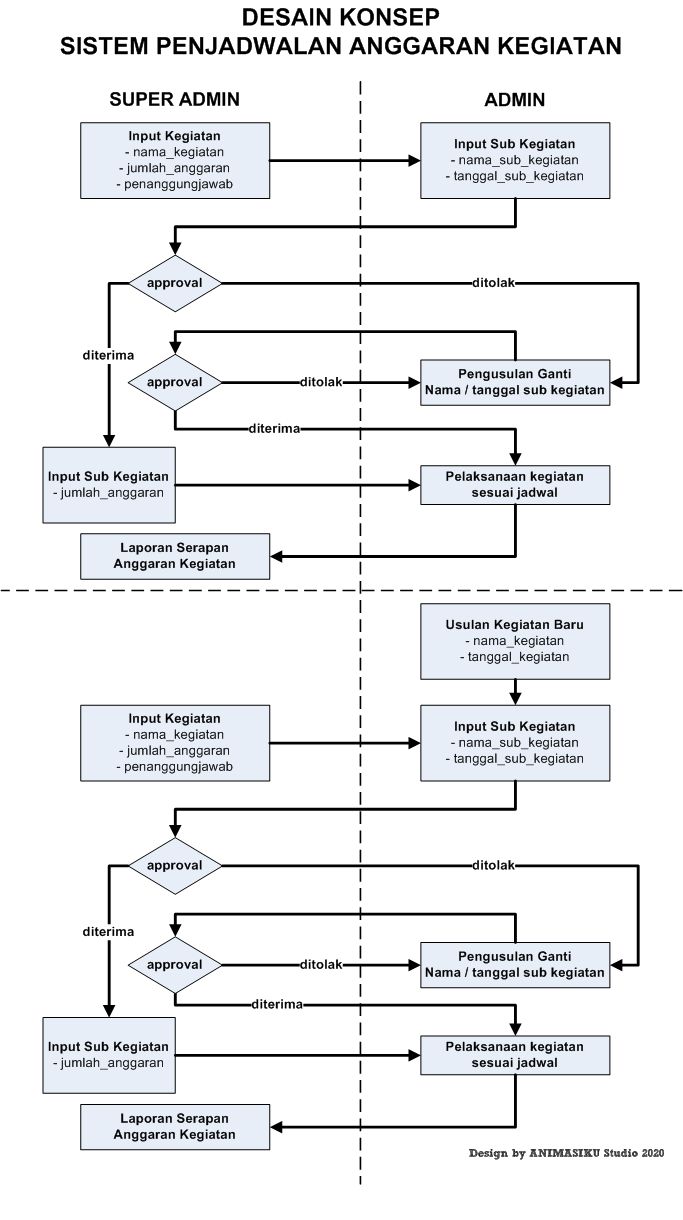 DESAIN KONSEP
SISTEM PENJADWALAN ANGGARAN KEGIATAN
SUPER ADMIN
ADMIN
Input Kegiatan
- nama_kegiatan
- jumlah_anggaran
- penanggungjawab
Input Sub Kegiatan
- nama_sub_kegiatan
- tanggal_sub_kegiatan
approval
ditolak
diterima
approval
ditolak
Pengusulan Ganti
Nama / tanggal sub kegiatan
diterima
Input Sub Kegiatan
- jumlah_anggaran
Pelaksanaan kegiatan
sesuai jadwal
Laporan Serapan
Anggaran Kegiatan
Usulan Kegiatan Baru
- nama_kegiatan
- tanggal_kegiatan
Input Kegiatan
- nama_kegiatan
- jumlah_anggaran
- penanggungjawab
Input Sub Kegiatan
- nama_sub_kegiatan
- tanggal_sub_kegiatan
approval
ditolak
diterima
approval
ditolak
Pengusulan Ganti
Nama / tanggal sub kegiatan
diterima
Input Sub Kegiatan
- jumlah_anggaran
Pelaksanaan kegiatan
sesuai jadwal
Laporan Serapan
Anggaran Kegiatan
Design by ANIMASIKU Studio 2020